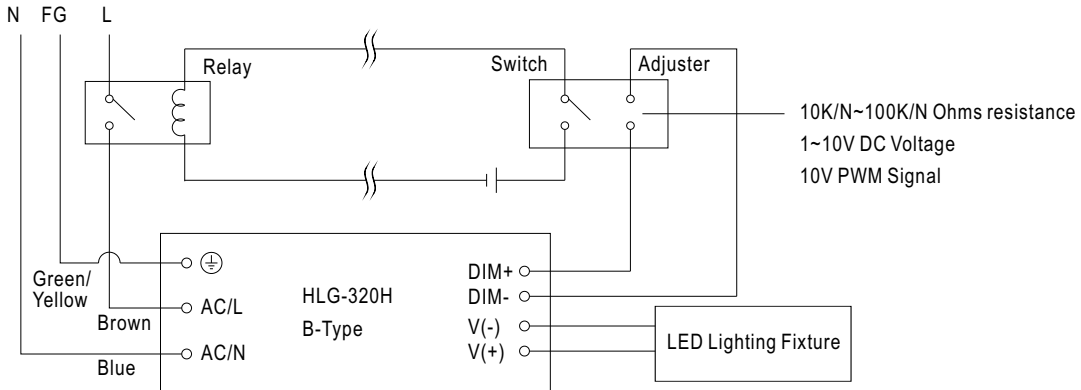 N FG L
Relay
Switch
Adjuster
10K/N~100K/N Ohms resistance
1~10V DC Voltage
10V PWM Signal
Green/
Yellow
Brown
Blue
AC/L
AC/N
HLG-320H
B-Type
DIM+
DIM-
V(-)
V(+)
LED Lighting Fixture